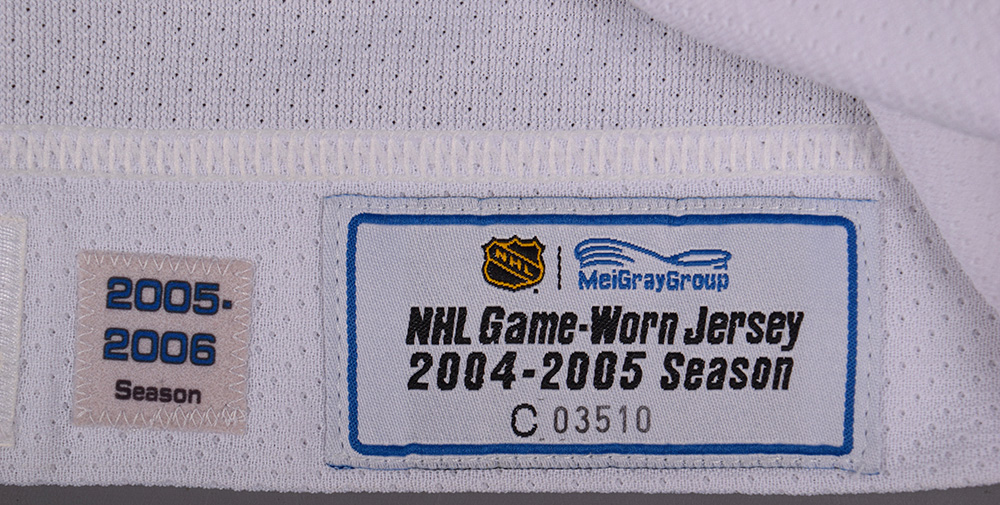 2005-
2006
Season
NHL
MeiGrayGroup
NHL Game-Worn Jersey
2004-2005 Season
C 03510